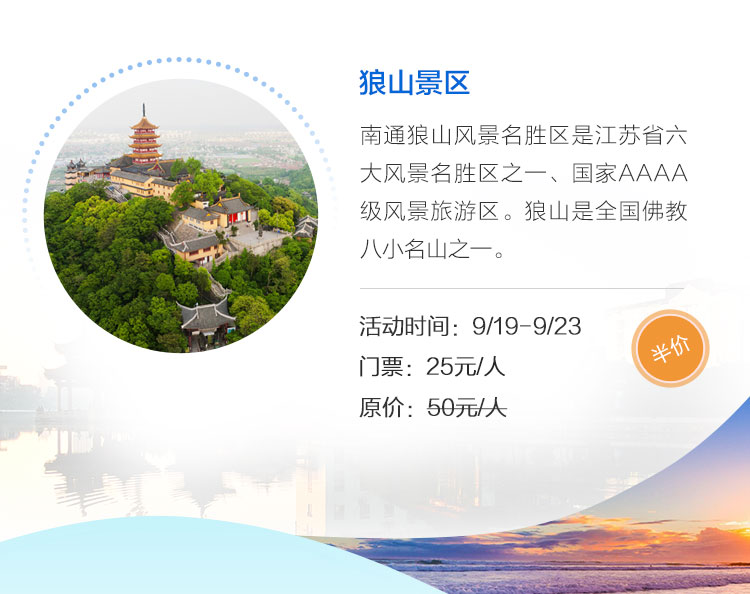 狼山景区
南通狼山风景名胜区是江苏省六
大风景名胜区之一、国家AAAA
级风景旅游区。狼山是全国佛教
八小名山之一。
活动时间：9/19-9/23
门票：25元/人
半价
原价：50元/人